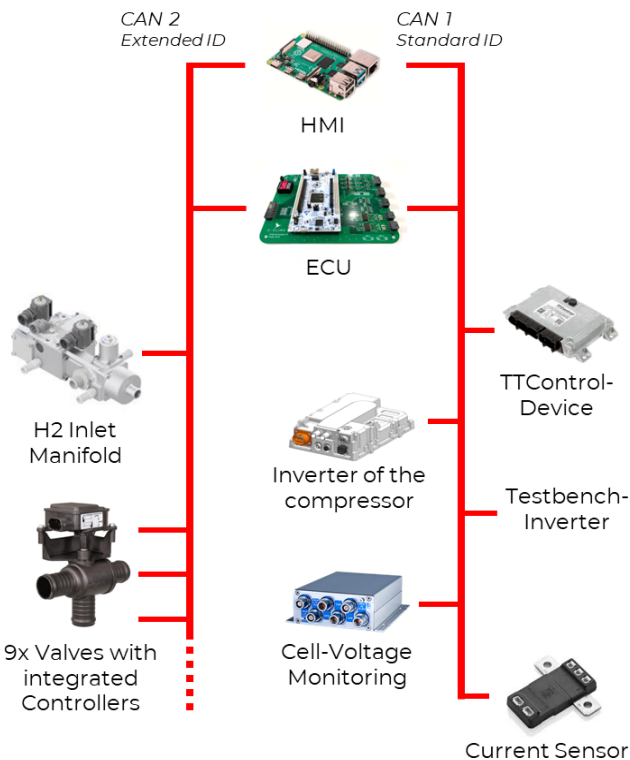 CAN 2
Extended ID
CAN 1
Standard ID
HMI
ECU
TTControl-
Device
H2 Inlet
Manifold
Inverter of the
compressor
Testbench-
Inverter
9x Valves with
integrated
Controllers
Cell-Voltage
Monitoring
Current Sensor